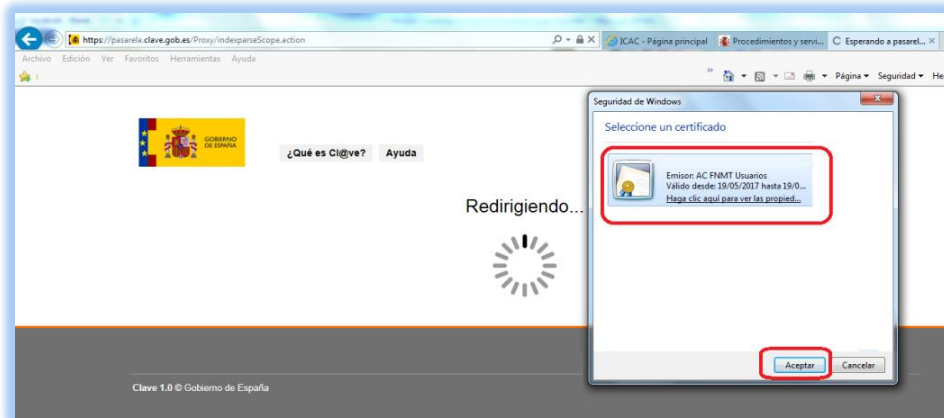 https://pasarela.clave.gob.es/Proxy/indexparseScope.action
ICAC - Página principal
Procedimientos y servi...
Esperando a pasarel...
Archivo Edición Ver Favoritos Herramientas Ayuda
Página Seguridad He
GOBIERNO
DE ESPAÑA
¿Qué es Cl@ve? Ayuda
Redirigiendo...
Seguridad de Windows
Seleccione un certificado
Emisor: AC FNMT Usuarios
Válido desde: 19/05/2017 hasta 19/0...
Haga clic aquí para ver las propied...
Aceptar Cancelar
Clave 1.0 © Gobierno de España